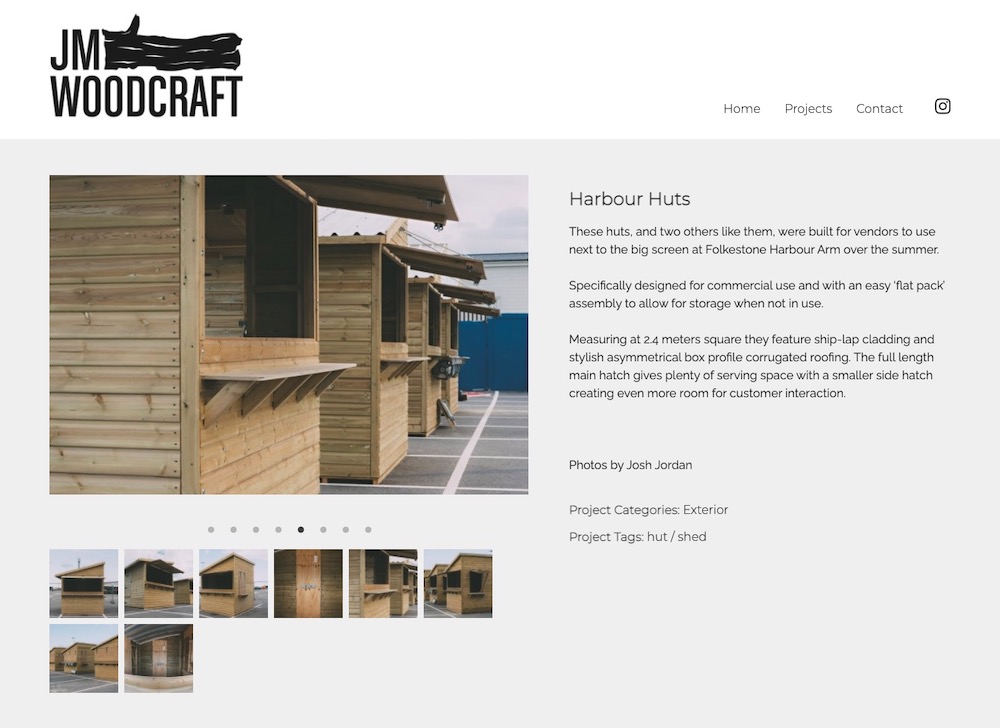 JM
WOODCRAFT
Home Projects Contact
Harbour Huts
These huts, and two others like them, were built for vendors to use
next to the big screen at Folkestone Harbour Arm over the summer.
Specifically designed for commercial use and with an easy ‘flat pack’
assembly to allow for storage when not in use.
Measuring at 2.4 meters square they feature ship-lap cladding and
stylish asymmetrical box profile corrugated roofing. The full length
main hatch gives plenty of serving space with a smaller side hatch
creating even more room for customer interaction.
Photos by Josh Jordan
Project Categories: Exterior
Project Tags: hut / shed